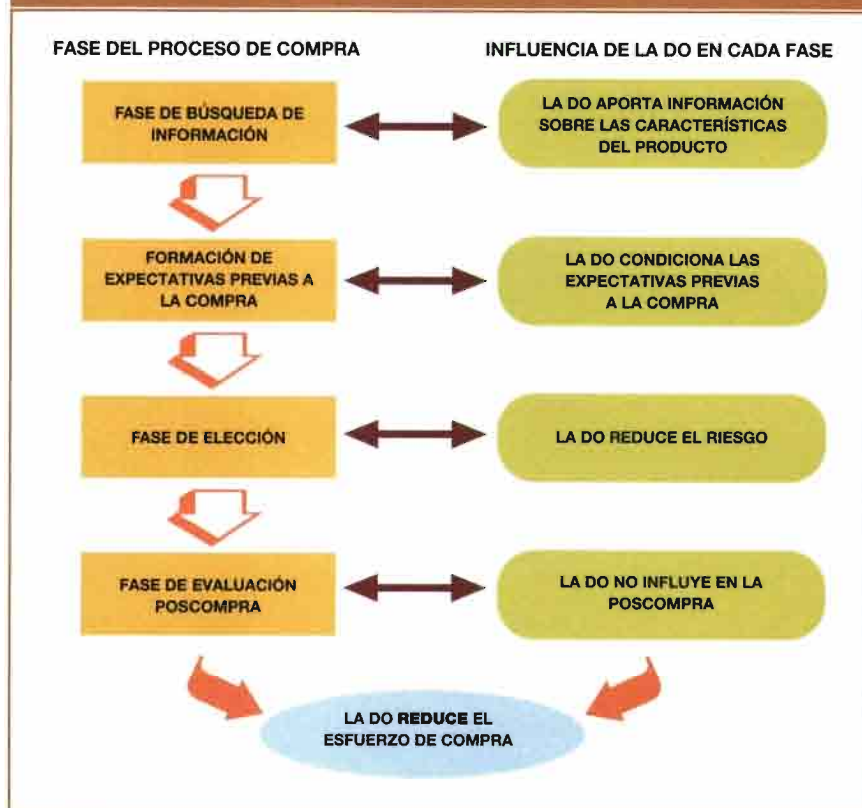 FASE DEL PROCESO DE COMPRA
INFLUENCIA DE LA DO EN CADA FASE
FASE DE BÚSQUEDA DE
INFORMACIÓN
LA DO APORTA INFORMACIÓN
SOBRE LAS CARACTERÍSTICAS
DEL PRODUCTO
FORMACIÓN DE
EXPECTATIVAS PREVIAS A
LA COMPRA
LA DO CONDICIONA LAS
EXPECTATIVAS PREVIAS
A LA COMPRA
FASE DE ELECCIÓN
LA DO REDUCE EL RIESGO
FASE DE EVALUACIÓN
POSCOMPRA
LA DO NO INFLUYE EN LA
POSCOMPRA
LA DO REDUCE EL
ESFUERZO DE COMPRA